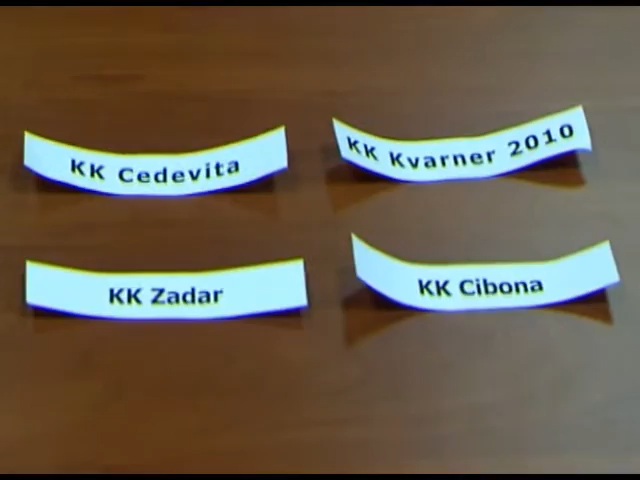 KK Cedevita
KK Kvarner 2010
KK Zadar
KK Cibona